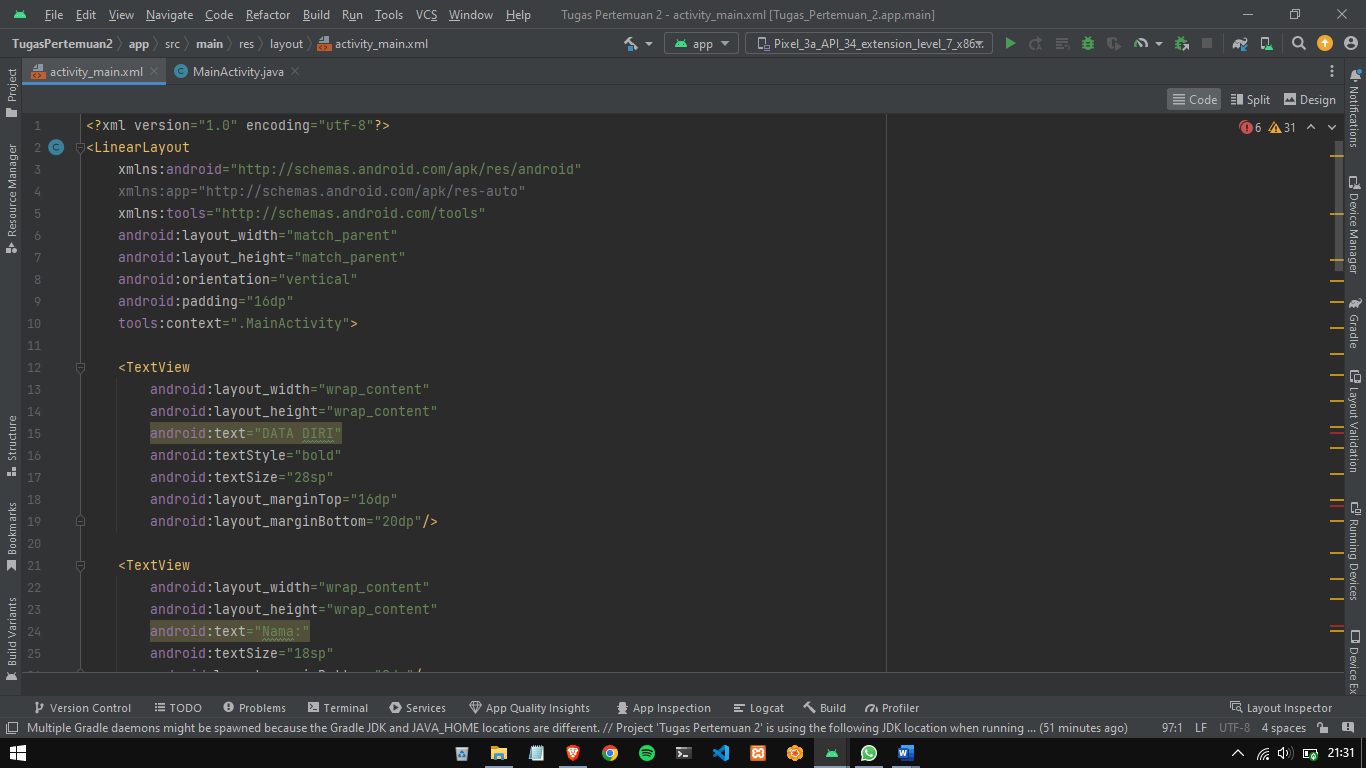 File Edit View Navigate Code Refactor Build Run Tools VCS Window Help Tugas Pertemuan 2 - activity_main.xml [Tugas_Pertemuan_2.app.main]
TugasPertemuan2 app src main res layout activity_main.xml app Pixel_3a_API_34_extension_level_7_x86
activity_main.xml MainActivity.java
Code Split Design
6 31
1 <?xml version="1.0" encoding="utf-8"?>
2 <LinearLayout
3 xmlns:android="http://schemas.android.com/apk/res/android"
4 xmlns:app="http://schemas.android.com/apk/res-auto"
5 xmlns:tools="http://schemas.android.com/tools"
6 android:layout_width="match_parent"
7 android:layout_height="match_parent"
8 android:orientation="vertical"
9 android:padding="16dp"
10 tools:context=".MainActivity">
11
12 <TextView
13 android:layout_width="wrap_content"
14 android:layout_height="wrap_content"
15 android:text="DATA DIRI"
16 android:textStyle="bold"
17 android:textSize="28sp"
18 android:layout_marginTop="16dp"
19 android:layout_marginBottom="20dp"/>
20
21 <TextView
22 android:layout_width="wrap_content"
23 android:layout_height="wrap_content"
24 android:text="Nama:"
25 android:textSize="18sp"
Project
Resource Manager
Structure
Bookmarks
Build Variants
Notifications
Device Manager
Gradle
Layout Validation
Running Devices
Device Ex
Version Control TODO Problems Terminal Services App Quality Insights App Inspection Logcat Build Profiler Layout Inspector
Multiple Gradle daemons might be spawned because the Gradle JDK and JAVA_HOME locations are different. // Project 'Tugas Pertemuan 2' is using the following JDK location when running ... (51 minutes ago) 97:1 LF UTF-8 4 spaces
21:31